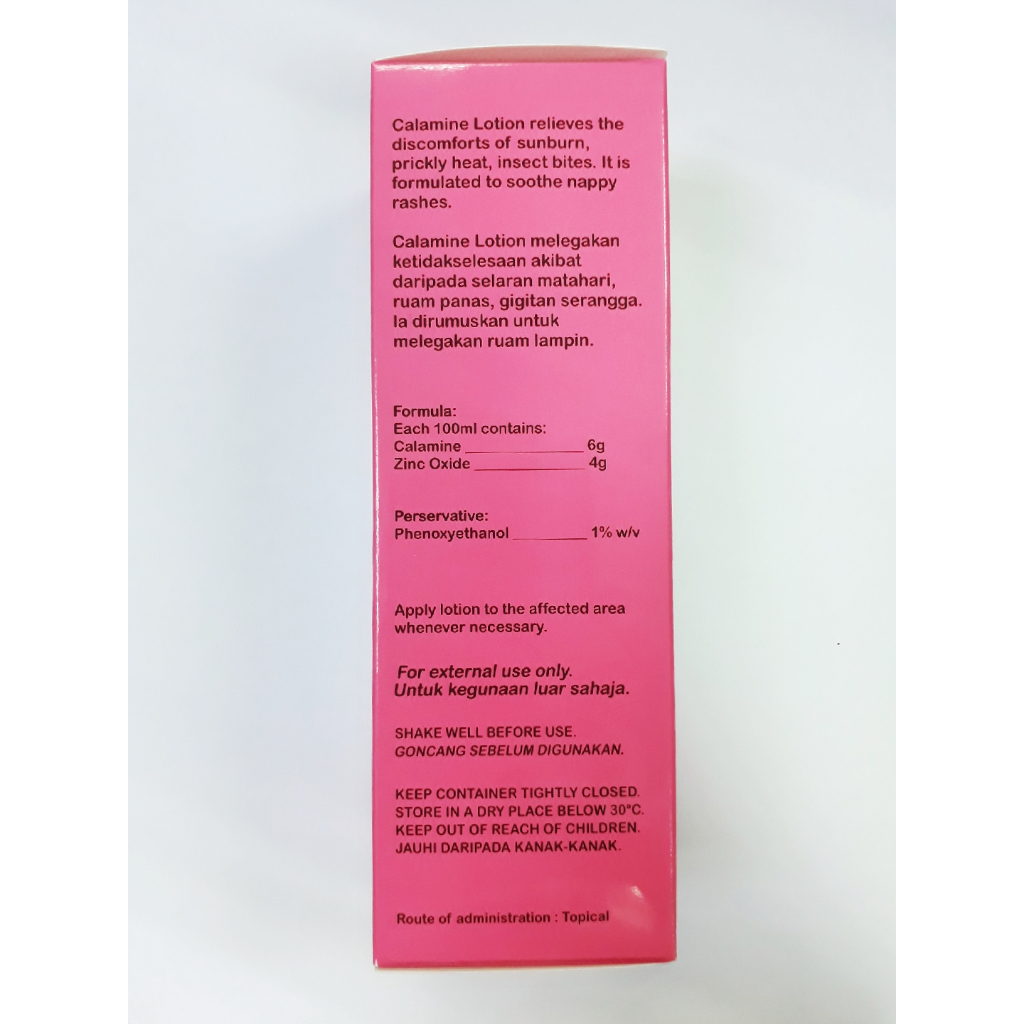 Calamine Lotion relieves the
discomforts of sunburn,
prickly heat, insect bites. It is
formulated to soothe nappy
rashes.
Calamine Lotion melegakan
ketidakselesaan akibat
daripada selaran matahari,
ruam panas, gigitan serangga.
Ia dirumuskan untuk
melegakan ruam lampin.
Formula:
Each 100ml contains:
Calamine ____________ 6g
Zinc Oxide ____________ 4g
Perservative:
Phenoxyethanol ________ 1% w/v
Apply lotion to the affected area
whenever necessary.
For external use only.
Untuk kegunaan luar sahaja.
SHAKE WELL BEFORE USE.
GONCANG SEBELUM DIGUNAKAN.
KEEP CONTAINER TIGHTLY CLOSED.
STORE IN A DRY PLACE BELOW 30°C.
KEEP OUT OF REACH OF CHILDREN.
JAUHI DARIPADA KANAK-KANAK.
Route of administration : Topical